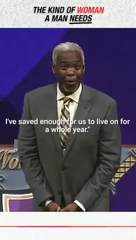 THE KIND OF WOMAN
A MAN NEEDS
I've saved enough for us to live on for
a whole year."